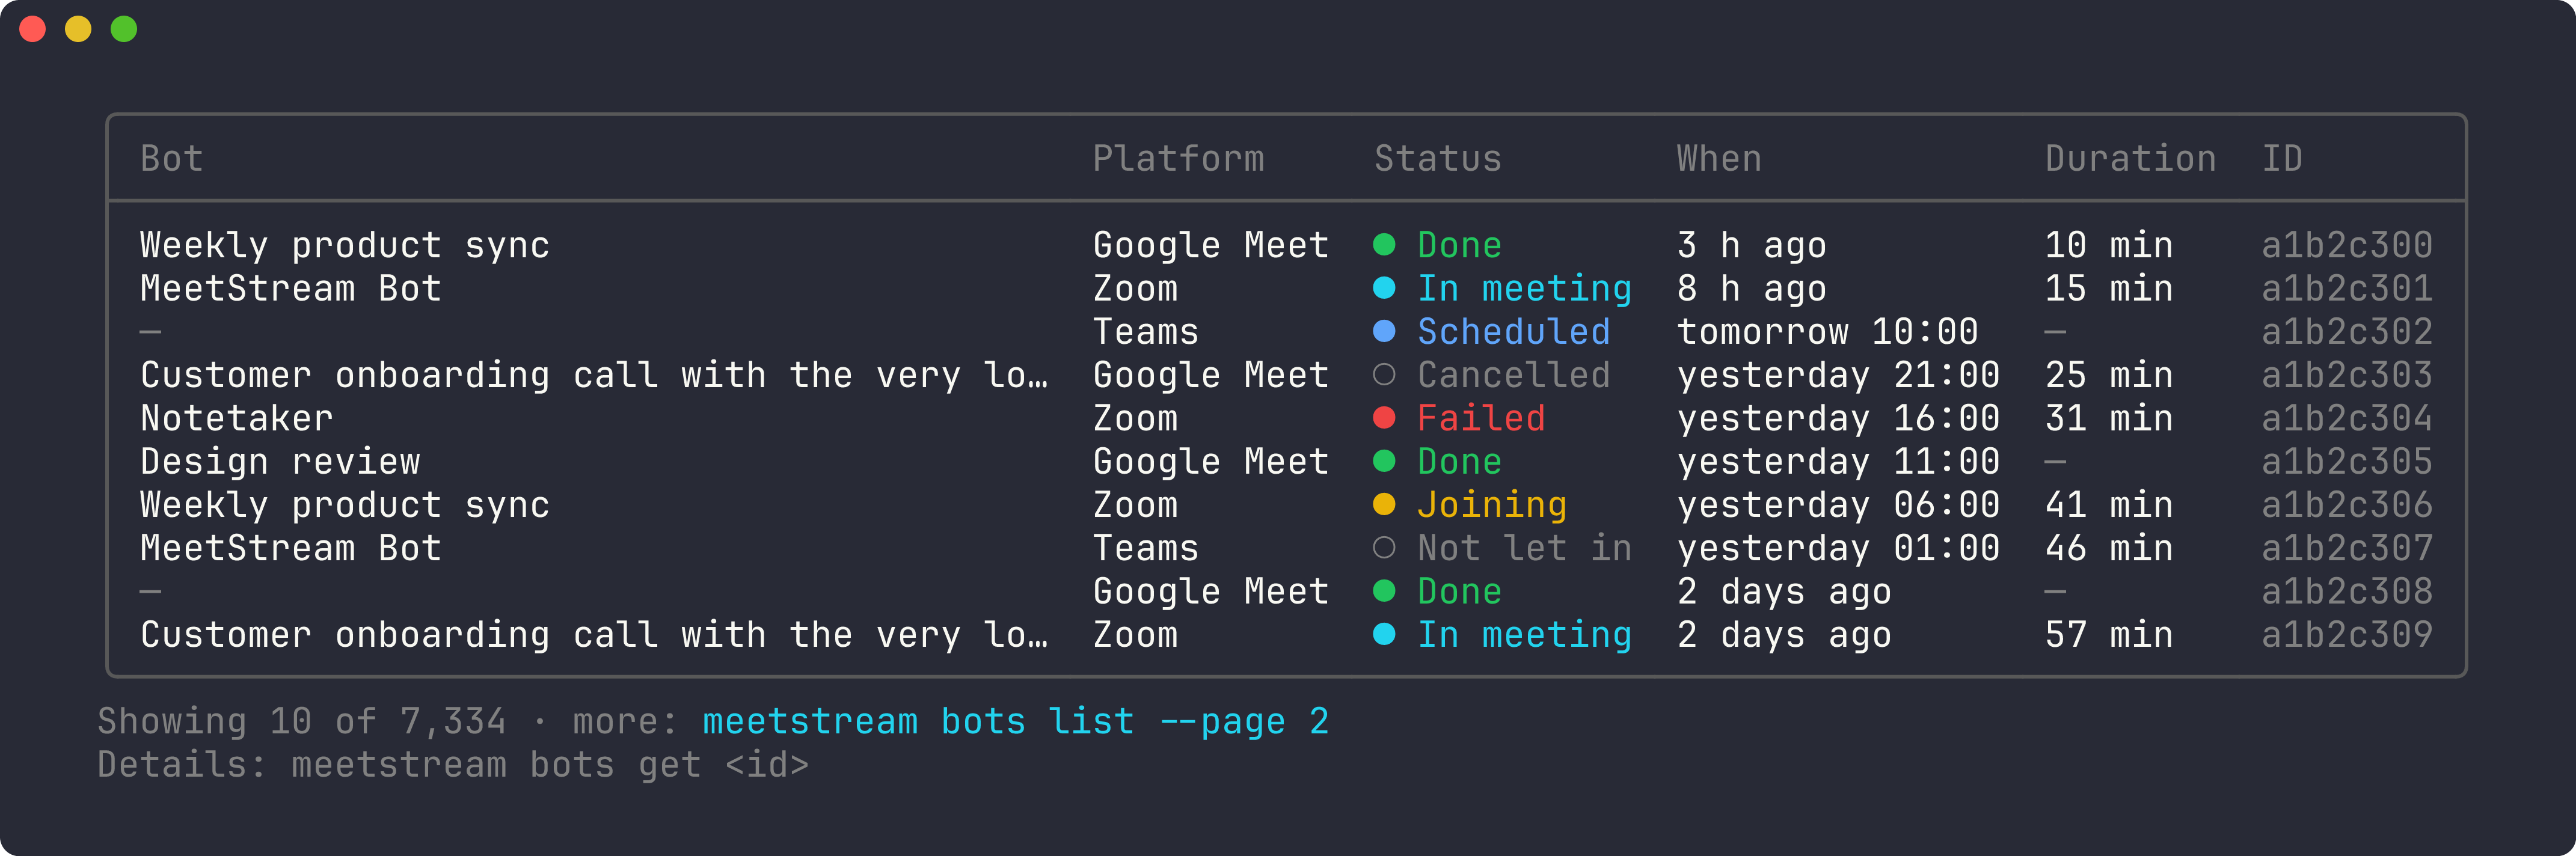 Bot Platform Status When Duration ID
Weekly product sync Google Meet ● Done 3 h ago 10 min a1b2c300
MeetStream Bot Zoom ● In meeting 8 h ago 15 min a1b2c301
— Teams ● Scheduled tomorrow 10:00 — a1b2c302
Customer onboarding call with the very lo… Google Meet ○ Cancelled yesterday 21:00 25 min a1b2c303
Notetaker Zoom ● Failed yesterday 16:00 31 min a1b2c304
Design review Google Meet ● Done yesterday 11:00 — a1b2c305
Weekly product sync Zoom ● Joining yesterday 06:00 41 min a1b2c306
MeetStream Bot Teams ○ Not let in yesterday 01:00 46 min a1b2c307
— Google Meet ● Done 2 days ago — a1b2c308
Customer onboarding call with the very lo… Zoom ● In meeting 2 days ago 57 min a1b2c309
Showing 10 of 7,334 · more: meetstream bots list --page 2
Details: meetstream bots get <id>